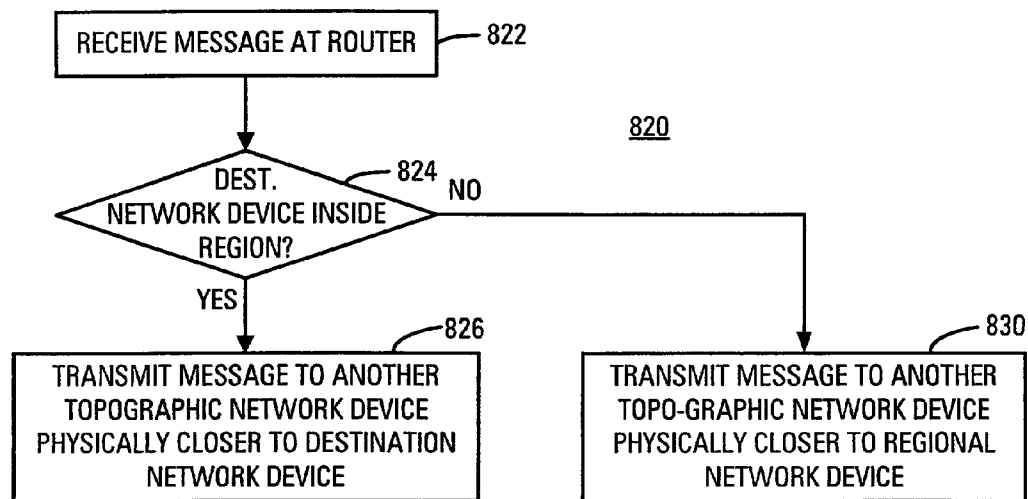 RECEIVE MESSAGE AT ROUTER
822
820
DEST.
NETWORK DEVICE INSIDE
REGION?
824
NO
YES
826
TRANSMIT MESSAGE TO ANOTHER
TOPOGRAPHIC NETWORK DEVICE
PHYSICALLY CLOSER TO DESTINATION
NETWORK DEVICE
830
TRANSMIT MESSAGE TO ANOTHER
TOPO-GRAPHIC NETWORK DEVICE
PHYSICALLY CLOSER TO REGIONAL
NETWORK DEVICE